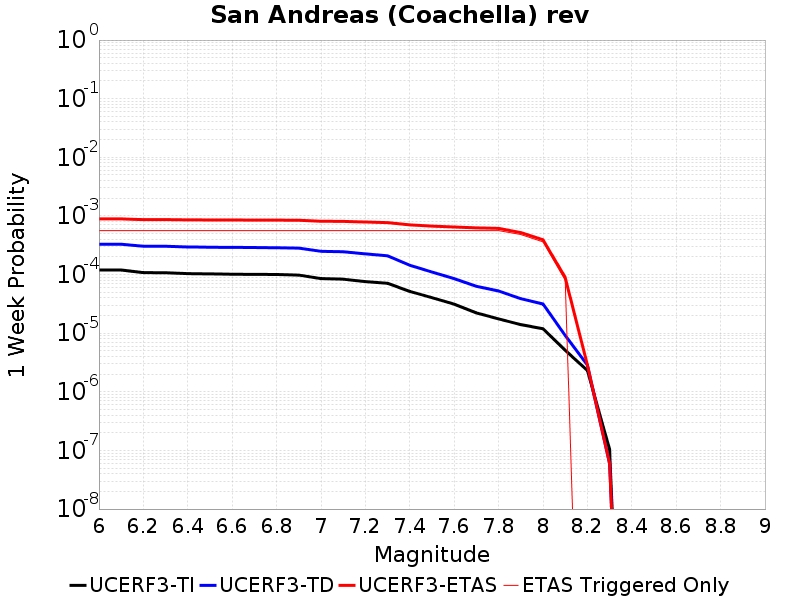 San Andreas (Coachella) rev
1 Week Probability
10^0
10^-1
10^-2
10^-3
10^-4
10^-5
10^-6
10^-7
10^-8
6 6.2 6.4 6.6 6.8 7 7.2 7.4 7.6 7.8 8 8.2 8.4 8.6 8.8 9
Magnitude
UCERF3-TI UCERF3-TD UCERF3-ETAS ETAS Triggered Only